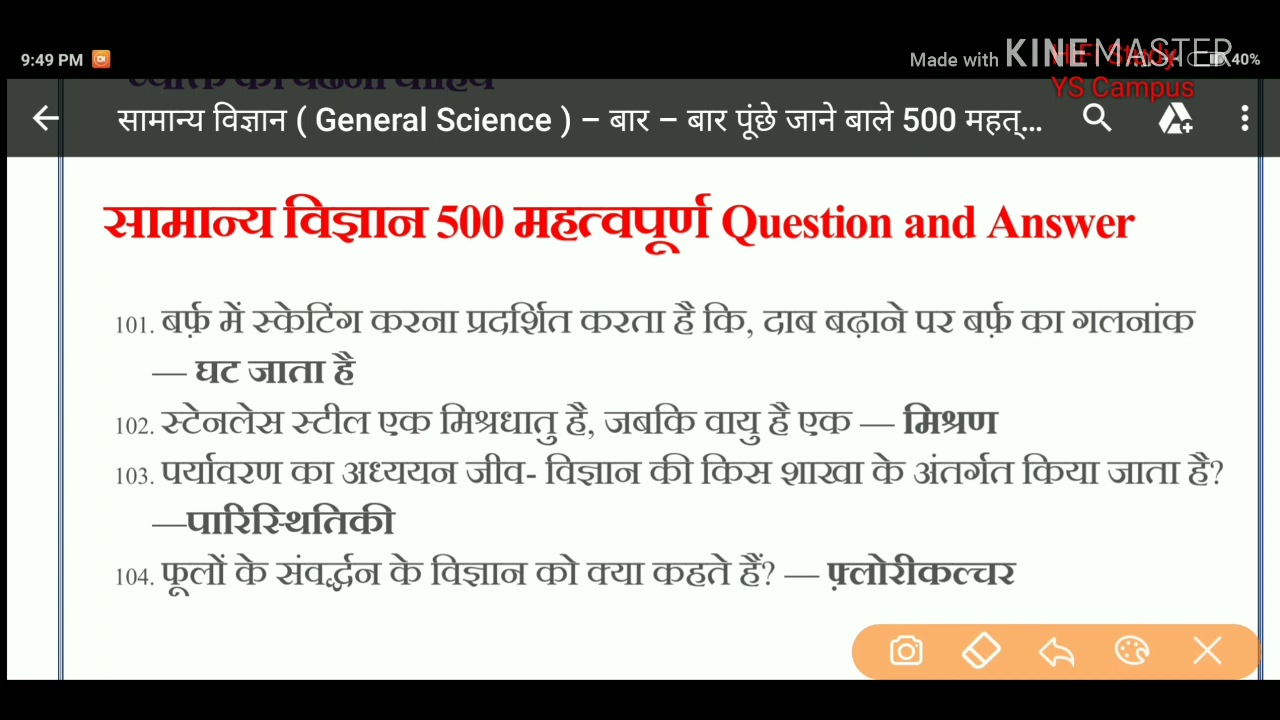 9:49 PM
Made with KINEMASTER
40%
YS Campus
सामान्य विज्ञान ( General Science ) – बार – बार पूंछे जाने बाले 500 महत्...
सामान्य विज्ञान 500 महत्वपूर्ण Question and Answer
101. बर्फ़ में स्केटिंग करना प्रदर्शित करता है कि, दाब बढ़ाने पर बर्फ़ का गलनांक
— घट जाता है
102. स्टेनलेस स्टील एक मिश्रधातु है, जबकि वायु है एक — मिश्रण
103. पर्यावरण का अध्ययन जीव- विज्ञान की किस शाखा के अंतर्गत किया जाता है?
—पारिस्थितिकी
104. फूलों के संवर्द्धन के विज्ञान को क्या कहते हैं? — फ़्लोरीकल्चर